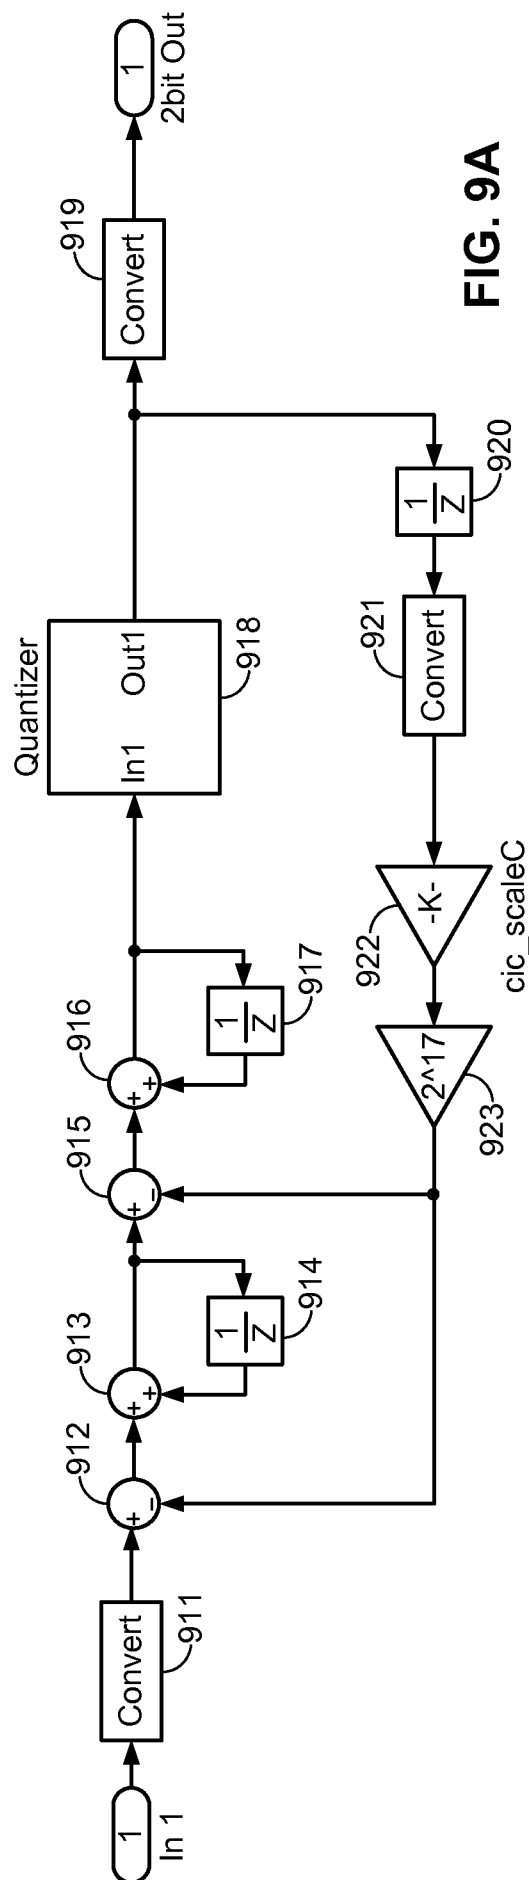 1
In 1
Convert
911
+
−
912
+
+
913
1
Z
914
+
−
915
+
+
916
1
Z
917
Quantizer
In1 Out1
918
Convert
919
1
2bit Out
1
Z
920
Convert
921
-K-
922
cic_scaleC
2^17
923
FIG. 9A